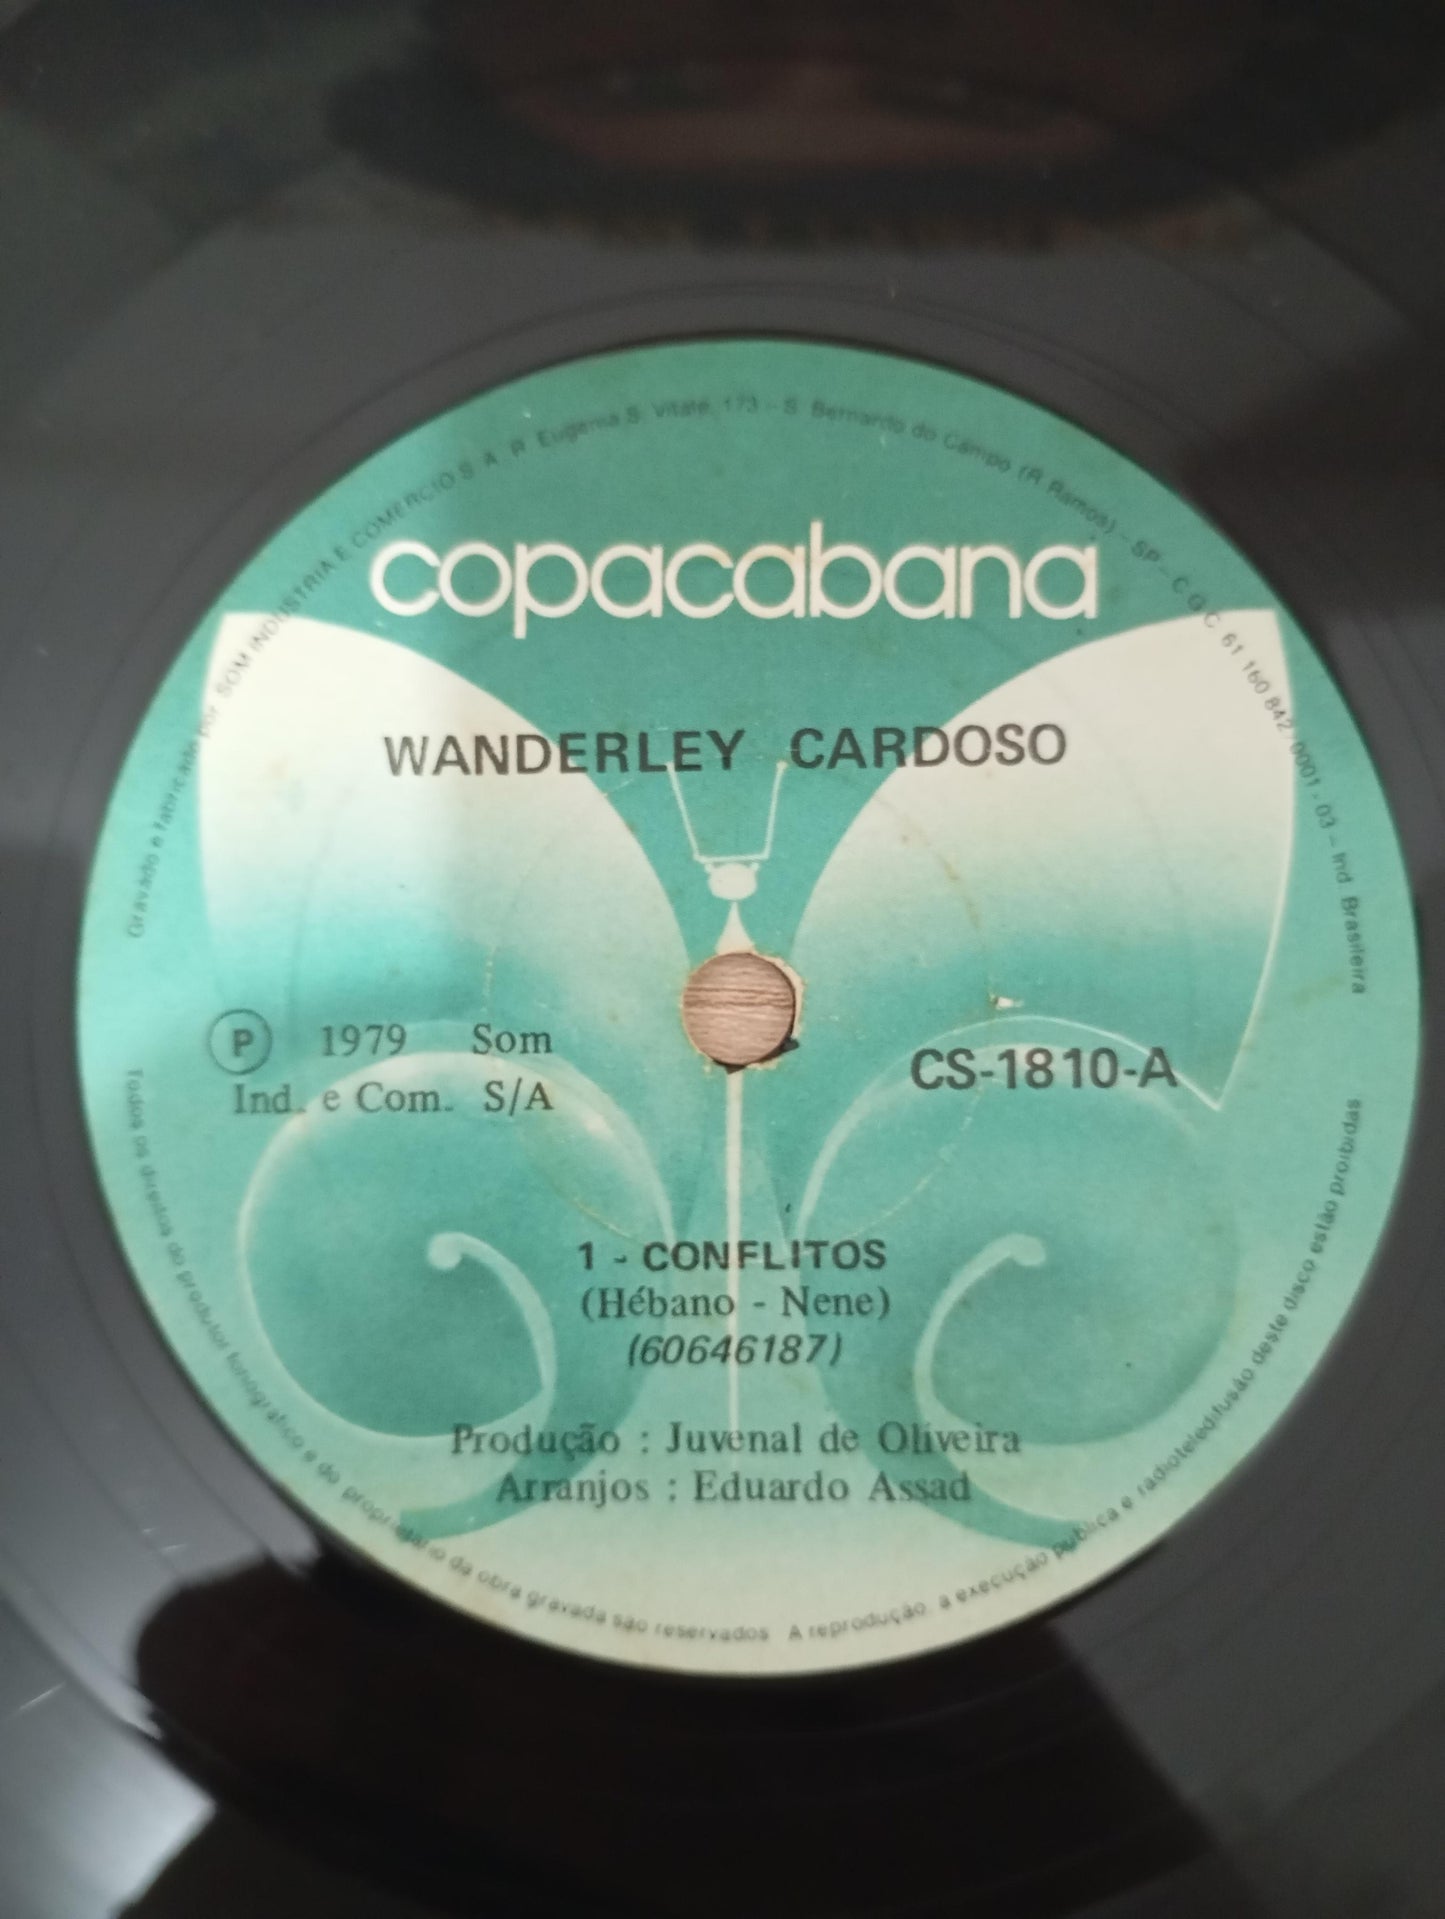 Gravado e fabricado por SOM INDÚSTRIA E COMÉRCIO S A R Eugênia S. Vitale, 173 - S. Bernardo do Campo (R Ramos) - SP - C G C 61 160 842/0001-03 - Ind Brasileira
copacabana
WANDERLEY CARDOSO
P 1979 Som
Ind. e Com. S/A
CS-1810-A
1 - CONFLITOS
(Hébano - Nene)
(60646187)
Produção : Juvenal de Oliveira
Arranjos : Eduardo Assad
Todos os direitos do produtor fonográfico e do proprietário da obra gravada são reservados A reprodução, a execução pública e radioteledifusão deste disco estão proibidas